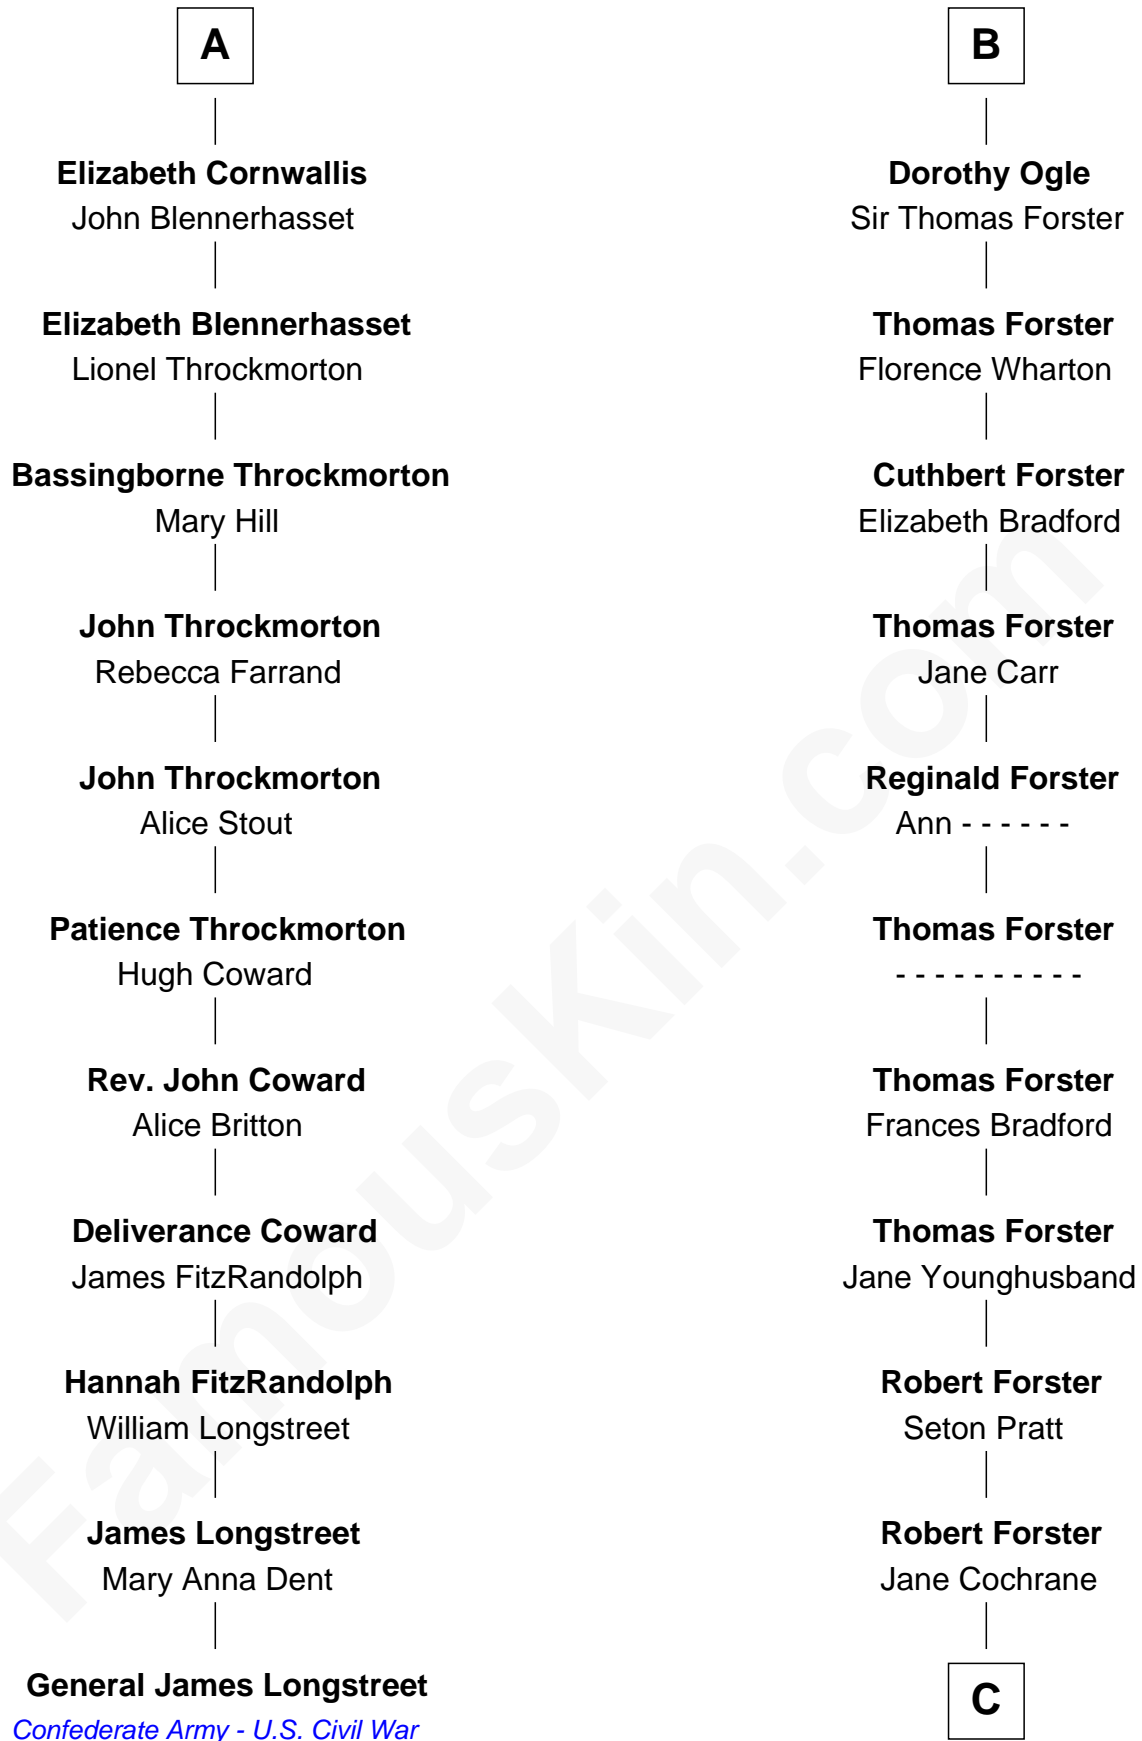 A
Elizabeth Cornwallis
John Blennerhasset
Elizabeth Blennerhasset
Lionel Throckmorton
Bassingborne Throckmorton
Mary Hill
John Throckmorton
Rebecca Farrand
John Throckmorton
Alice Stout
Patience Throckmorton
Hugh Coward
Rev. John Coward
Alice Britton
Deliverance Coward
James FitzRandolph
Hannah FitzRandolph
William Longstreet
James Longstreet
Mary Anna Dent
General James Longstreet
Confederate Army - U.S. Civil War
B
Dorothy Ogle
Sir Thomas Forster
Thomas Forster
Florence Wharton
Cuthbert Forster
Elizabeth Bradford
Thomas Forster
Jane Carr
Reginald Forster
Ann - - - - - -
Thomas Forster
- - - - - - - - - -
Thomas Forster
Frances Bradford
Thomas Forster
Jane Younghusband
Robert Forster
Seton Pratt
Robert Forster
Jane Cochrane
C
FamousKin.com